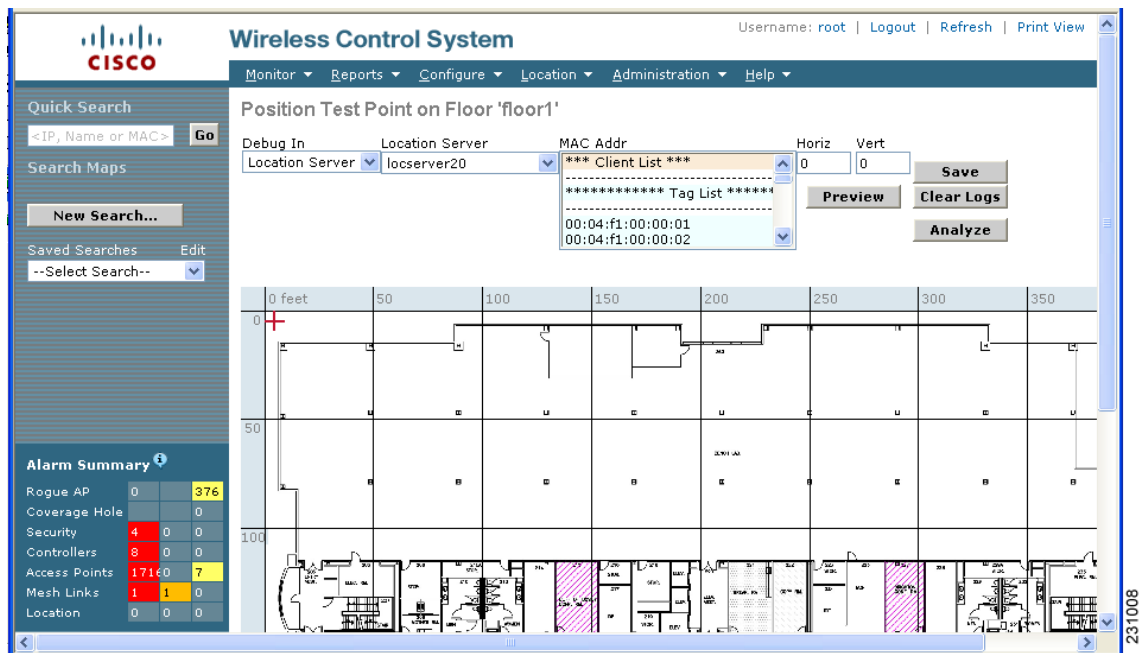 CISCO
Wireless Control System
Username: root | Logout | Refresh | Print View
Monitor Reports Configure Location Administration Help
Quick Search
<IP, Name or MAC> Go
Search Maps
New Search...
Saved Searches Edit
--Select Search--
Position Test Point on Floor 'floor1'
Debug In Location Server MAC Addr Horiz Vert
Location Server locserver20 *** Client List *** 0 0
------------------------------
************ Tag List ******
------------------------------
00:04:f1:00:00:01
00:04:f1:00:00:02
Save
Preview Clear Logs
Analyze
0 feet 50 100 150 200 250 300 350
0
50
100
Alarm Summary
Rogue AP 0 376
Coverage Hole 0
Security 4 0 0
Controllers 8 0 0
Access Points 1716 0 7
Mesh Links 1 1 0
Location 0 0 0
231008